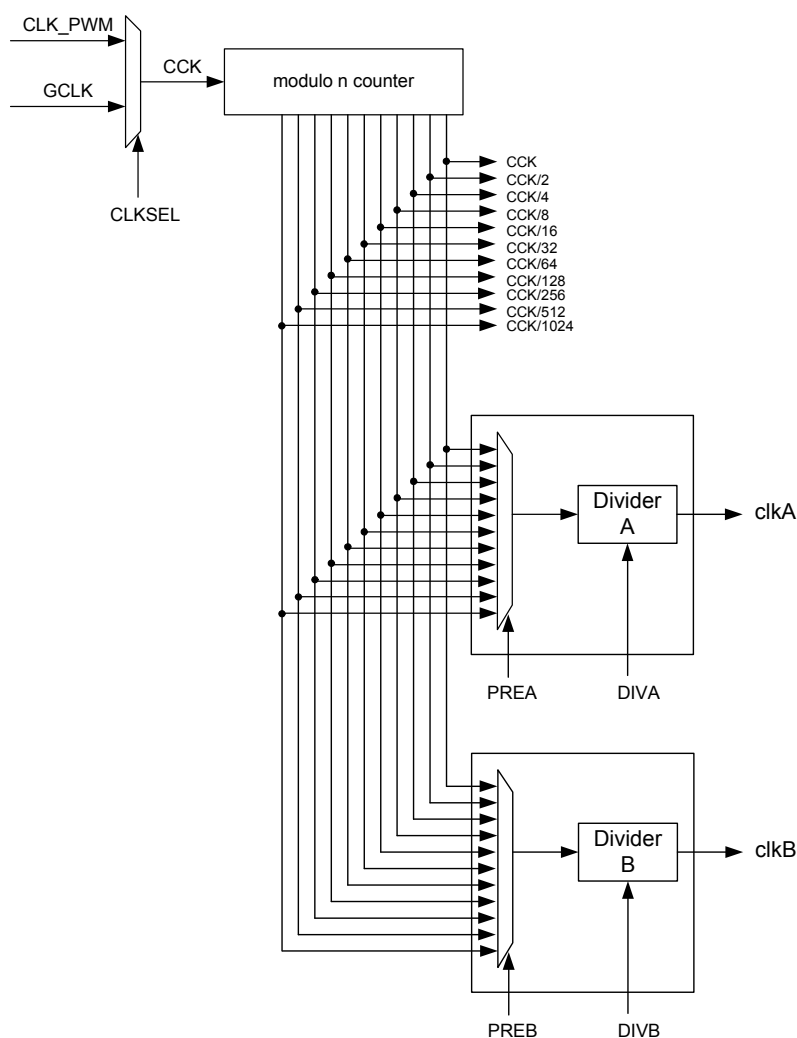 CLK_PWM
GCLK
CCK
modulo n counter
CLKSEL
CCK
CCK/2
CCK/4
CCK/8
CCK/16
CCK/32
CCK/64
CCK/128
CCK/256
CCK/512
CCK/1024
Divider
A
clkA
PREA
DIVA
Divider
B
clkB
PREB
DIVB